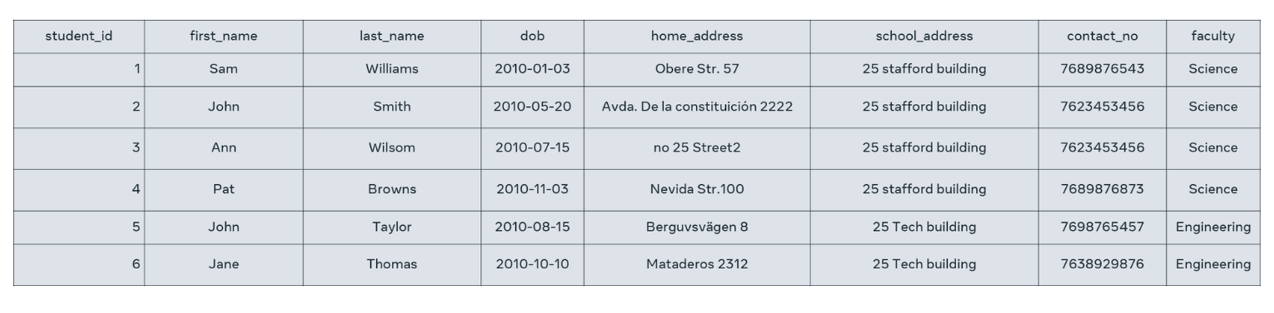 student_id first_name last_name dob home_address school_address contact_no faculty
1 Sam Williams 2010-01-03 Obere Str. 57 25 stafford building 7689876543 Science
2 John Smith 2010-05-20 Avda. De la constituición 2222 25 stafford building 7623453456 Science
3 Ann Wilsom 2010-07-15 no 25 Street2 25 stafford building 7623453456 Science
4 Pat Browns 2010-11-03 Nevida Str.100 25 stafford building 7689876873 Science
5 John Taylor 2010-08-15 Berguvsvägen 8 25 Tech building 7698765457 Engineering
6 Jane Thomas 2010-10-10 Mataderos 2312 25 Tech building 7638929876 Engineering